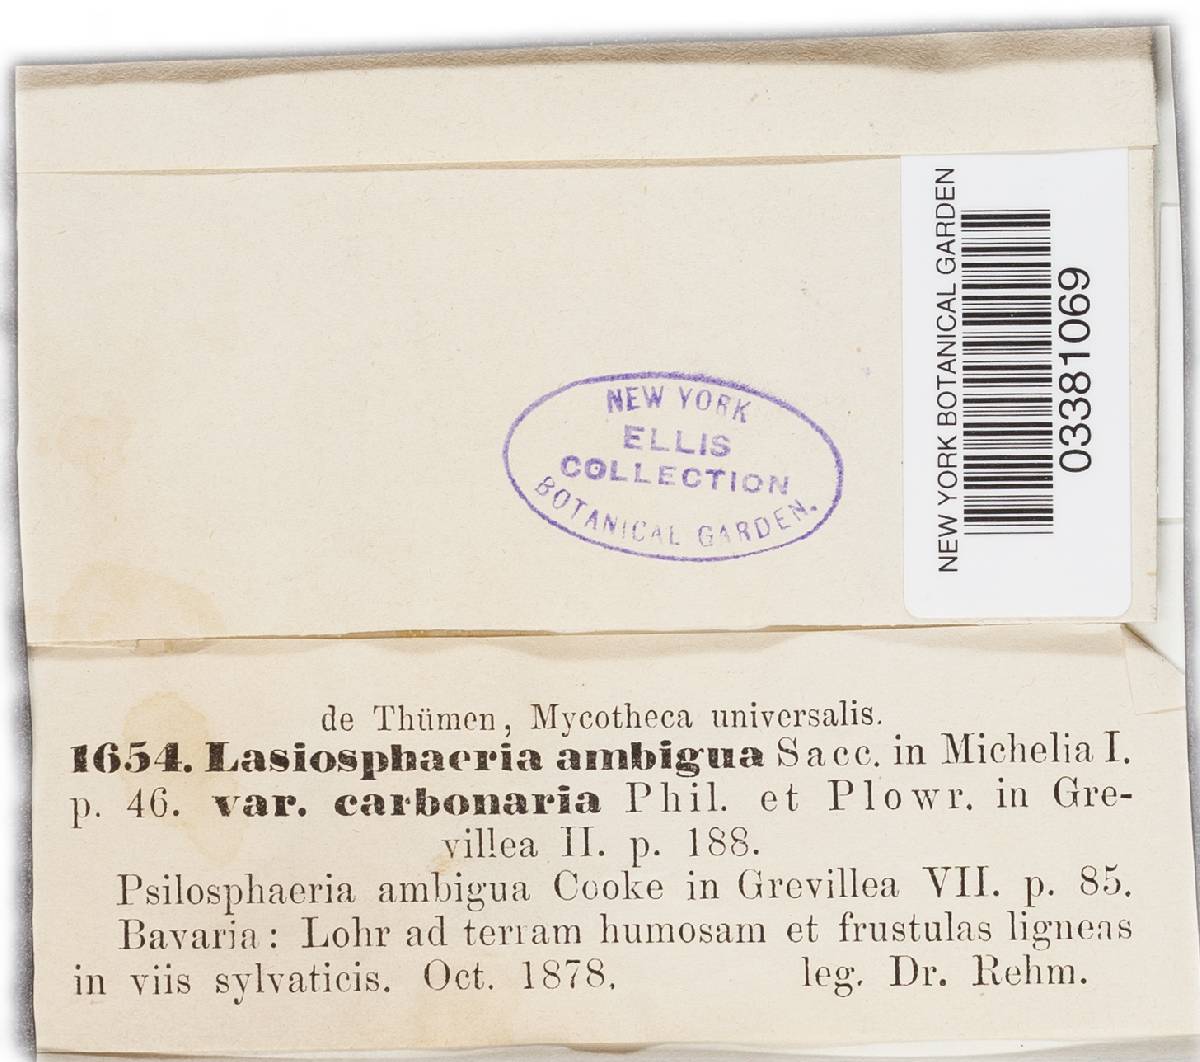 NEW YORK
ELLIS
COLLECTION
BOTANICAL GARDEN.
NEW YORK BOTANICAL GARDEN
03381069
de Thümen, Mycotheca universalis.
1654. Lasiosphaeria ambigua Sacc. in Michelia I.
p. 46. var. carbonaria Phil. et Plowr. in Gre-
villea II. p. 188.
Psilosphaeria ambigua Cooke in Grevillea VII. p. 85.
Bavaria: Lohr ad terram humosam et frustulas ligneas
in viis sylvaticis. Oct. 1878. leg. Dr. Rehm.